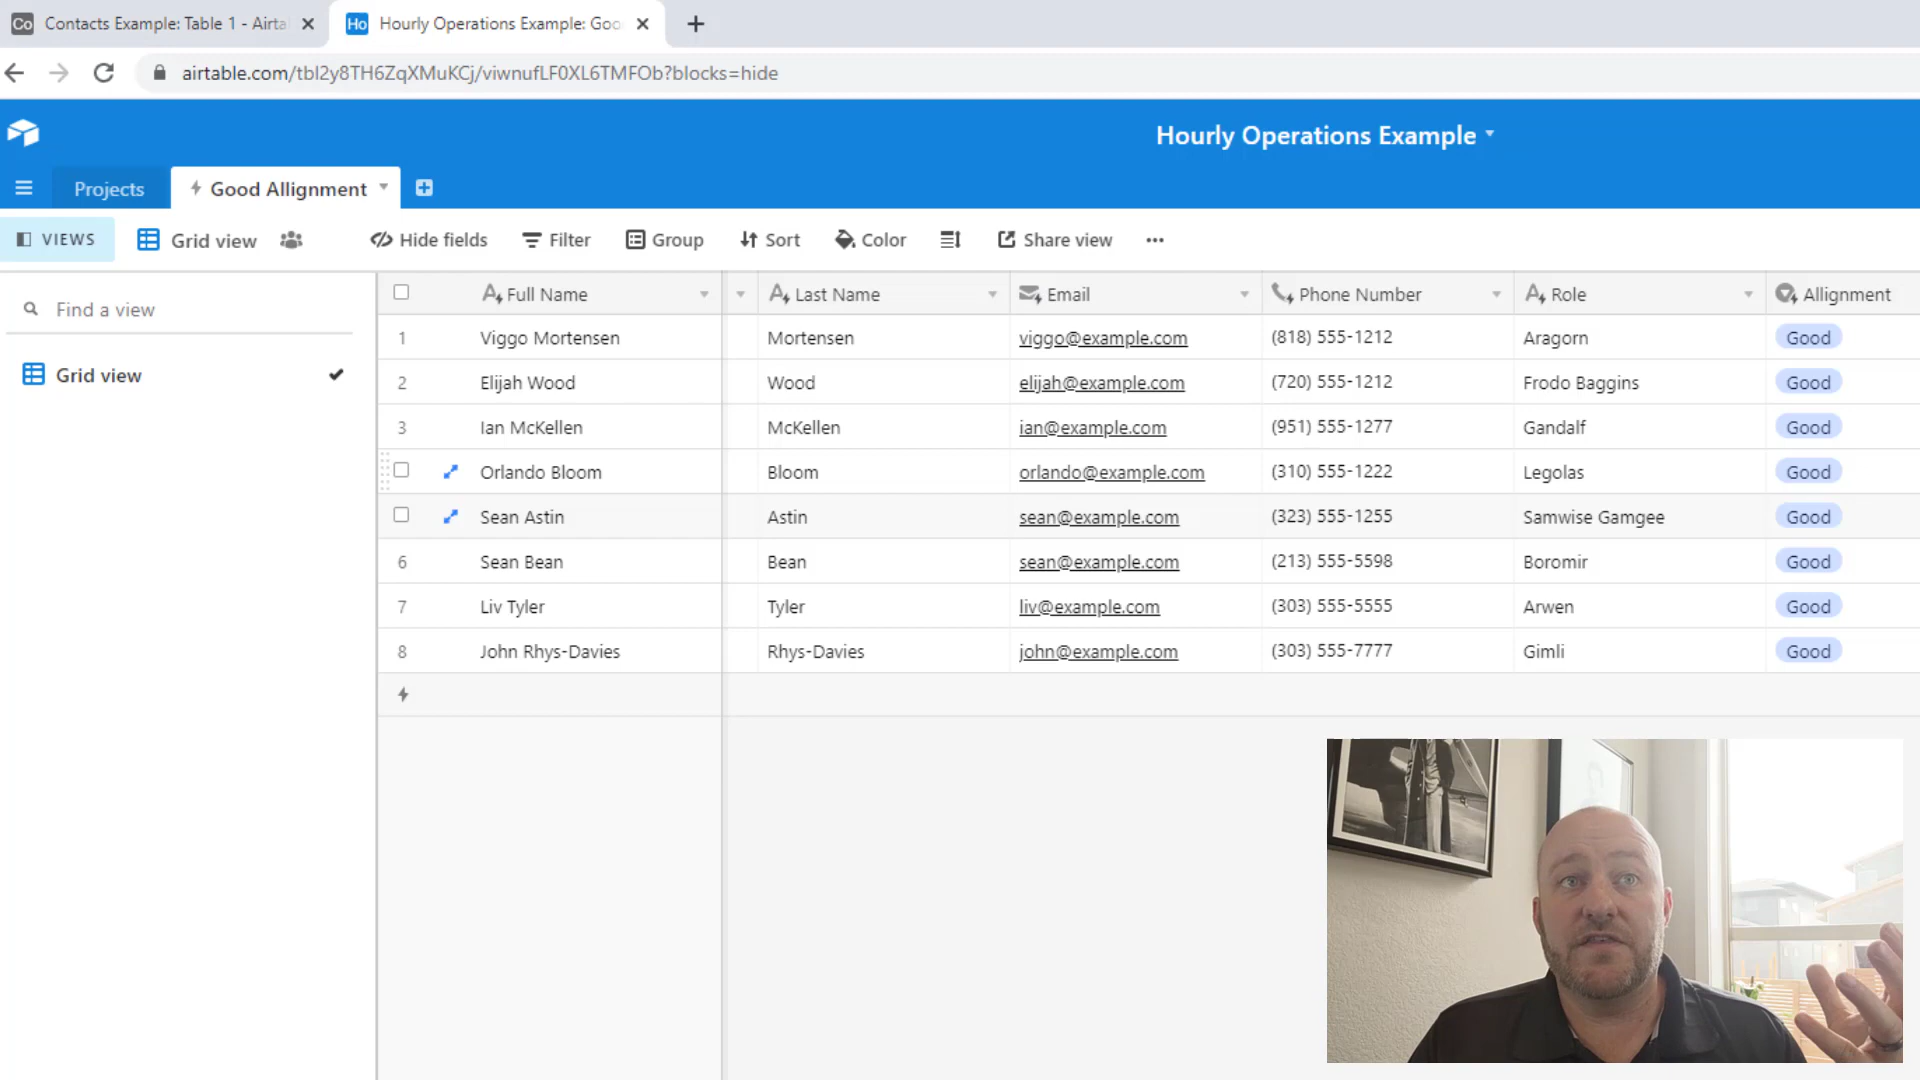 Co Contacts Example: Table 1 - Airta
Ho Hourly Operations Example: Goo
airtable.com/tbl2y8TH6ZqXMuKCj/viwnufLF0XL6TMFOb?blocks=hide
Hourly Operations Example
Projects Good Allignment
VIEWS Grid view Hide fields Filter Group Sort Color Share view
Find a view
Grid view
Full Name Last Name Email Phone Number Role Allignment
1 Viggo Mortensen Mortensen viggo@example.com (818) 555-1212 Aragorn Good
2 Elijah Wood Wood elijah@example.com (720) 555-1212 Frodo Baggins Good
3 Ian McKellen McKellen ian@example.com (951) 555-1277 Gandalf Good
Orlando Bloom Bloom orlando@example.com (310) 555-1222 Legolas Good
Sean Astin Astin sean@example.com (323) 555-1255 Samwise Gamgee Good
6 Sean Bean Bean sean@example.com (213) 555-5598 Boromir Good
7 Liv Tyler Tyler liv@example.com (303) 555-5555 Arwen Good
8 John Rhys-Davies Rhys-Davies john@example.com (303) 555-7777 Gimli Good